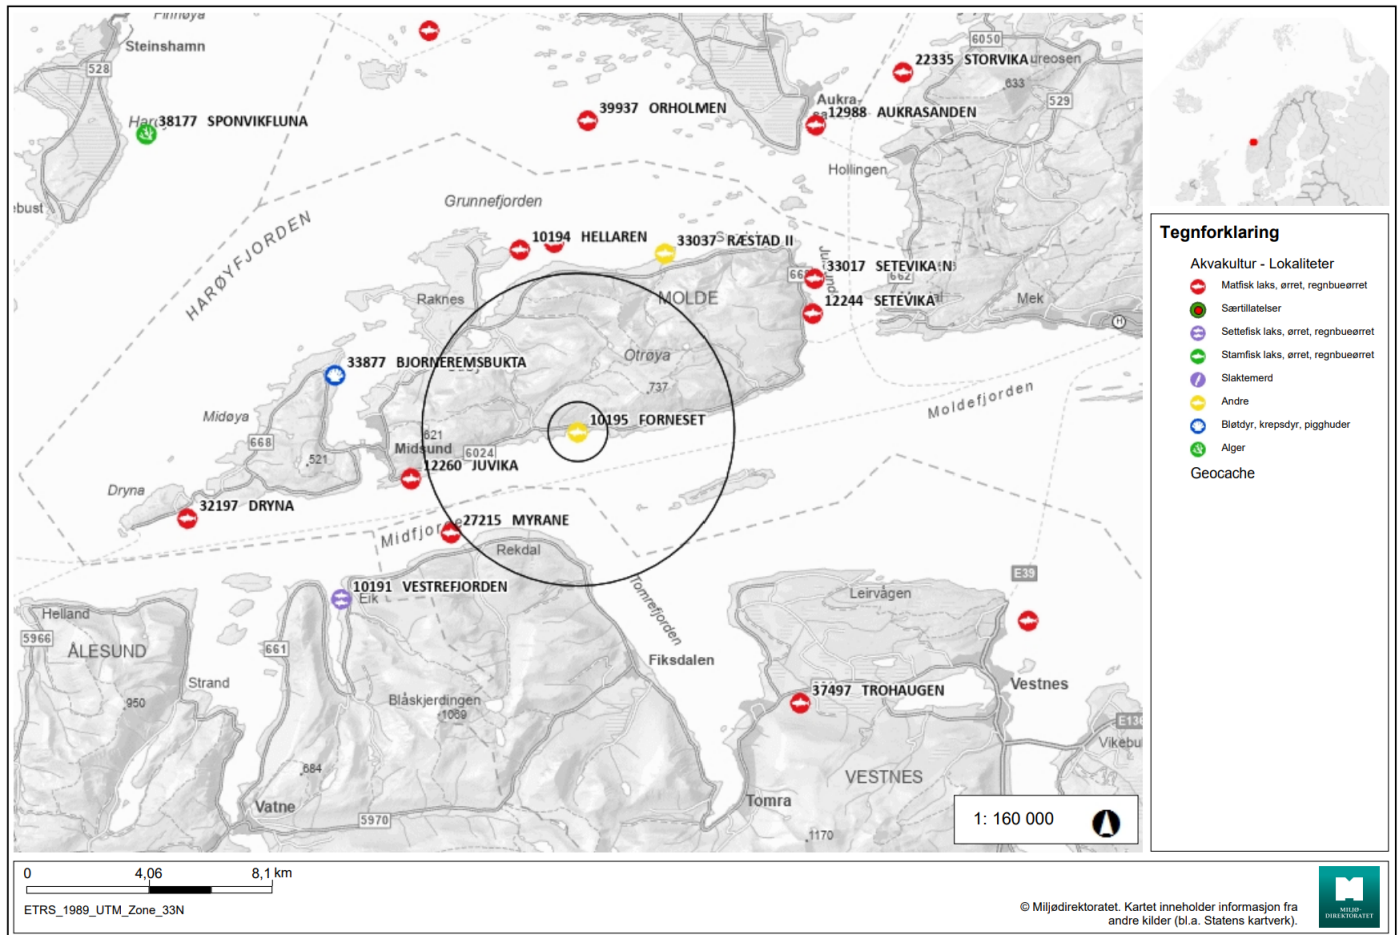 Finnøya
Steinshamn
528
38177 SPONVIKFLUNA
39937 ORHOLMEN
6050
22335 STORVIKA
633
529
Aukra-
12988 AUKRASANDEN
Hollingen
Grunnefjorden
HARØYFJORDEN
10194 HELLAREN
33037 RÆSTAD II
33017 SETEVIKA N
662
12244 SETEVIKA
Mek
H
MOLDE
Raknes
Otrøya
737
33877 BJORNEREMSBUKTA
Moldefjorden
Midøya
668
521
621
Midsund
6024
10195 FORNESET
12260 JUVIKA
Dryna
32197 DRYNA
27215 MYRANE
Rekdal
10191 VESTREFJORDEN
Eik
Tomrefjorden
E39
Leirvågen
Helland
5966
ÅLESUND
661
Strand
Fiksdalen
Vestnes
37497 TROHAUGEN
Blåskjerdingen
1069
950
E136
684
VESTNES
Vatne
5970
Tomra
1170
1: 160 000
Tegnforklaring
Akvakultur - Lokaliteter
Matfisk laks, ørret, regnbueørret
Særtillatelser
Settefisk laks, ørret, regnbueørret
Stamfisk laks, ørret, regnbueørret
Slaktemerd
Andre
Bløtdyr, krepsdyr, pigghuder
Alger
Geocache
0 4,06 8,1 km
ETRS_1989_UTM_Zone_33N
© Miljødirektoratet. Kartet inneholder informasjon fra
andre kilder (bl.a. Statens kartverk).
MILJØ-
DIREKTORATET